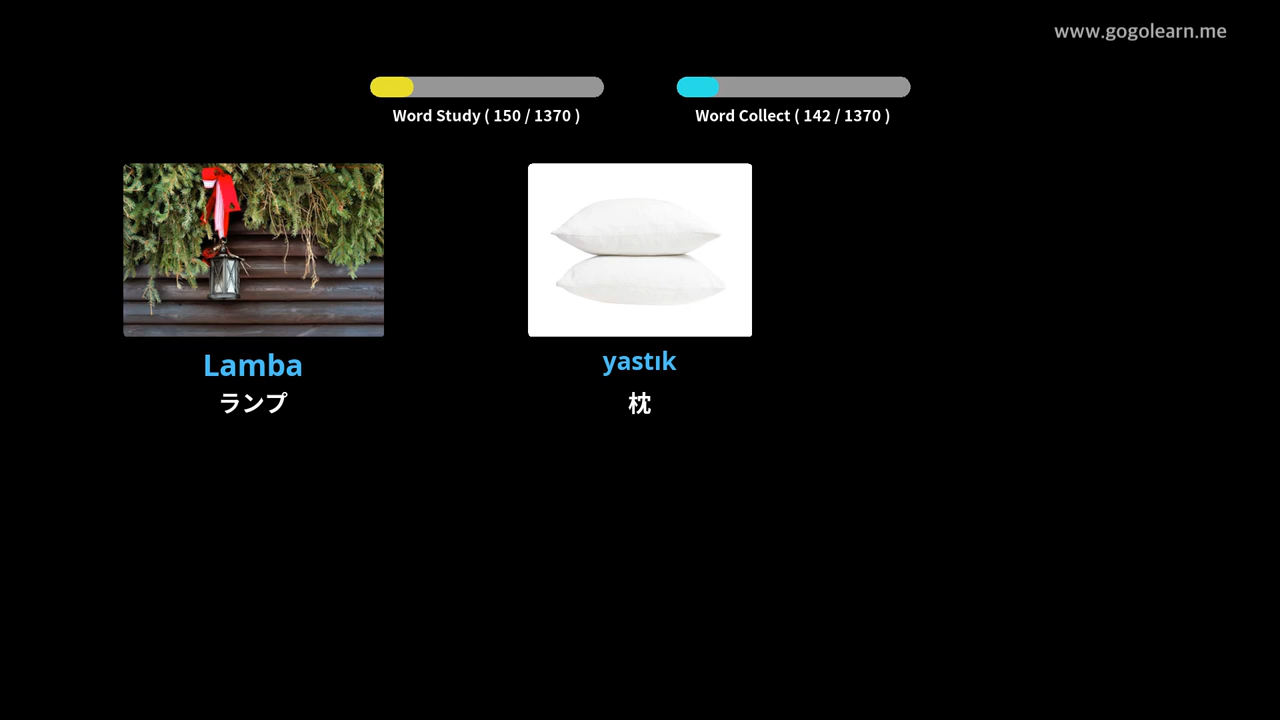 www.gogolearn.me
Word Study ( 150 / 1370 )
Word Collect ( 142 / 1370 )
Lamba
ランプ
yastık
枕